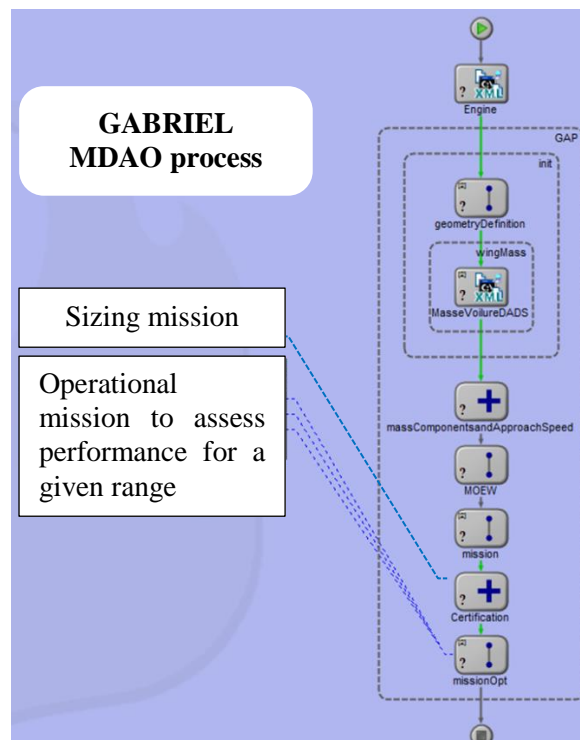 GABRIEL
MDAO process
? XML
Engine
GAP
init
?
geometryDefinition
wingMass
? XML
MasseVoilureDADS
Sizing mission
Operational
mission to assess
performance for a
given range
?
massComponentsandApproachSpeed
?
MOEW
?
mission
?
Certification
?
missionOpt